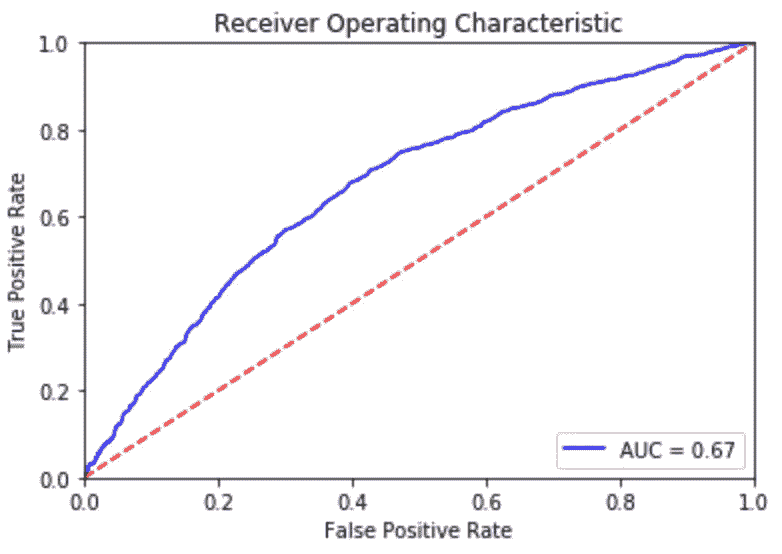 Receiver Operating Characteristic
1.0
0.8
0.6
0.4
0.2
0.0
True Positive Rate
AUC = 0.67
0.0 0.2 0.4 0.6 0.8 1.0
False Positive Rate